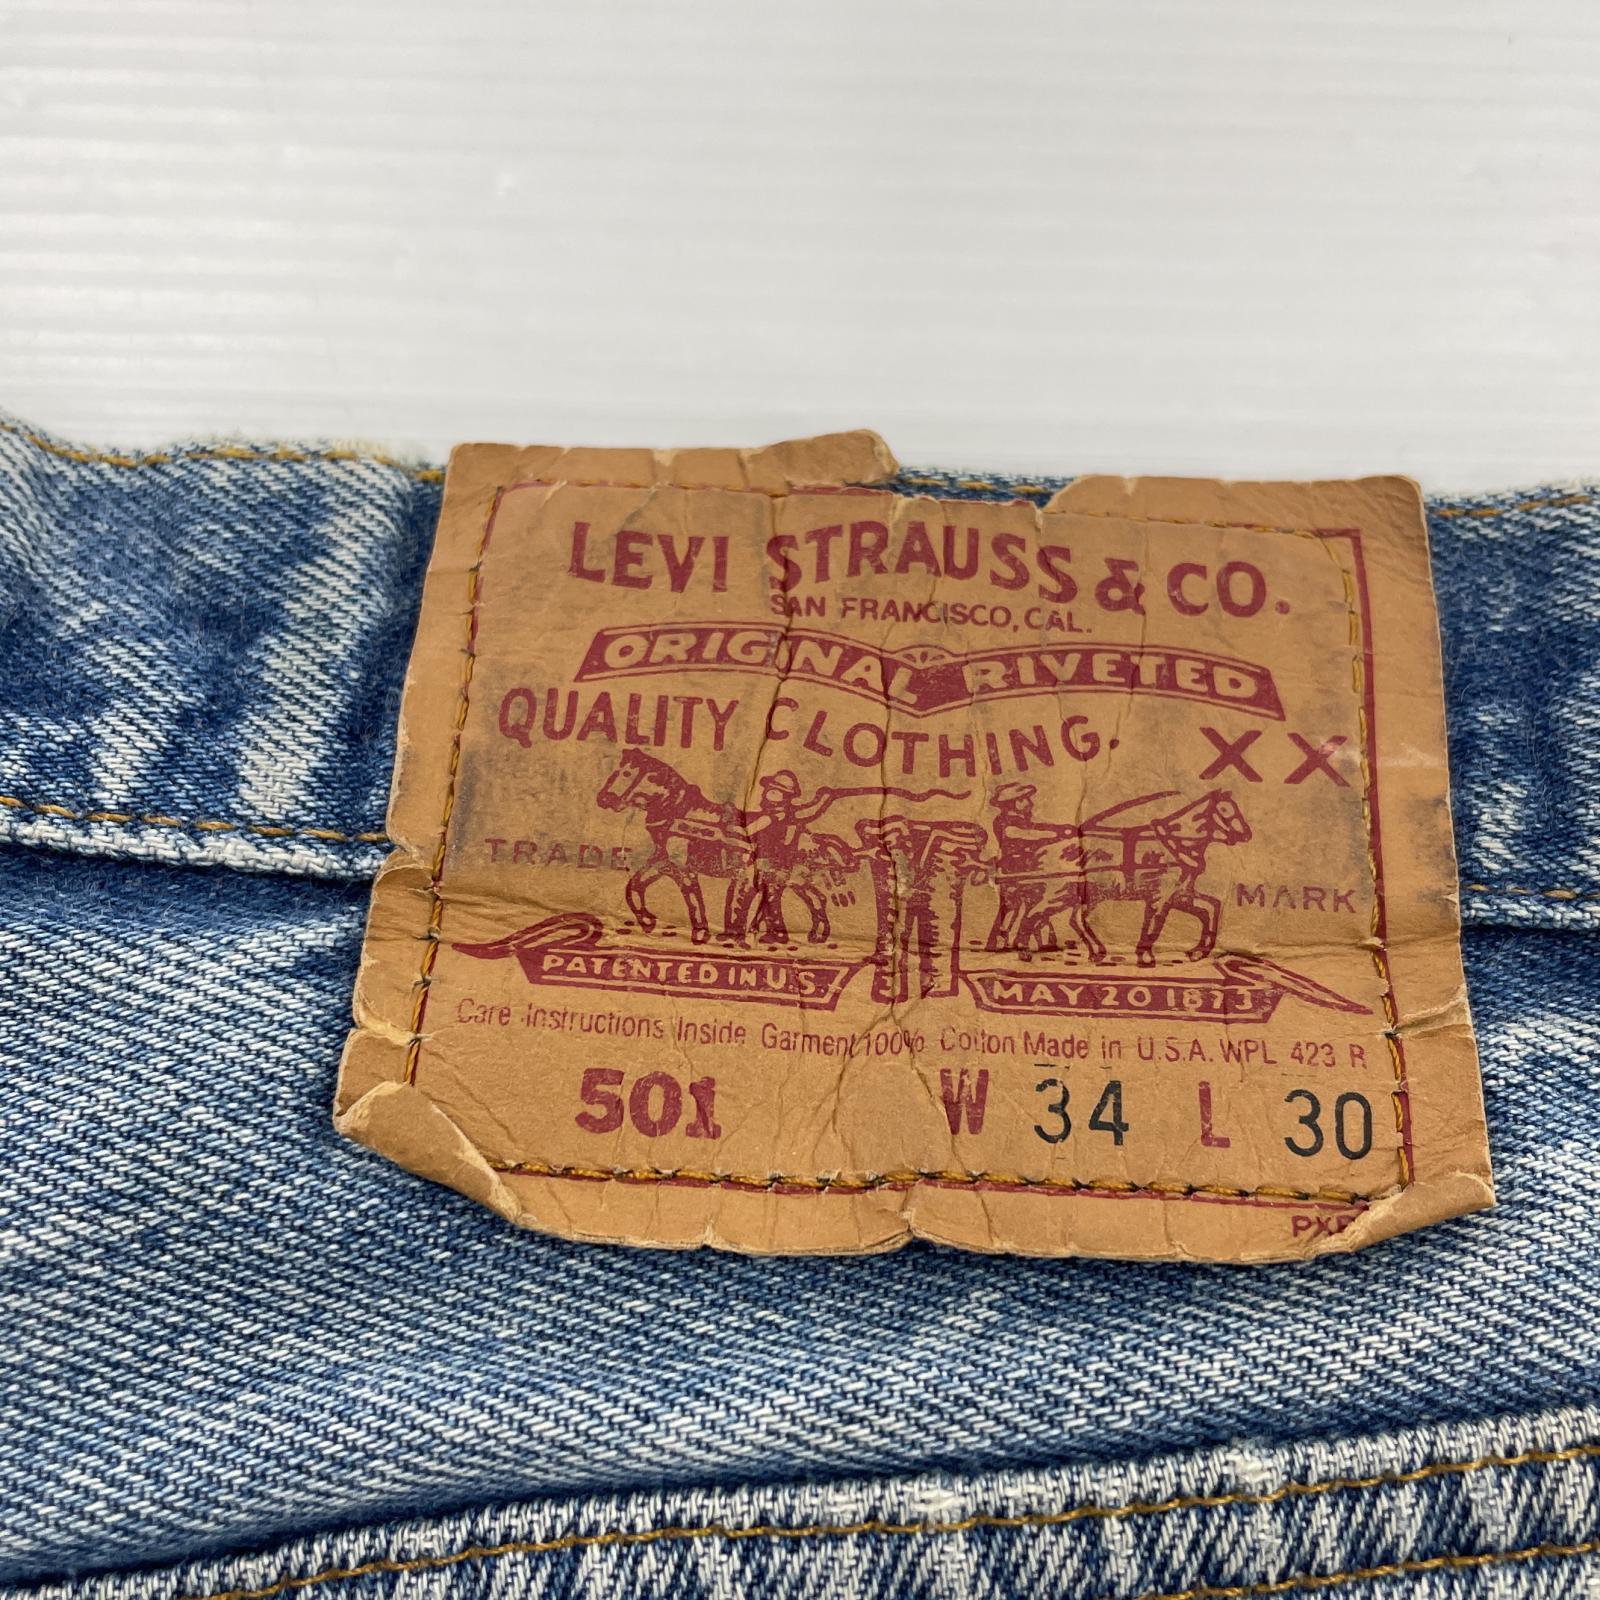 LEVI STRAUSS & CO.
SAN FRANCISCO, CAL.
ORIGINAL RIVETED
QUALITY CLOTHING. XX
TRADE MARK
PATENTED IN U.S. MAY 20 1873
Care Instructions Inside Garment 100% Cotton Made in U.S.A. WPL 423 R
501 W 34 L 30